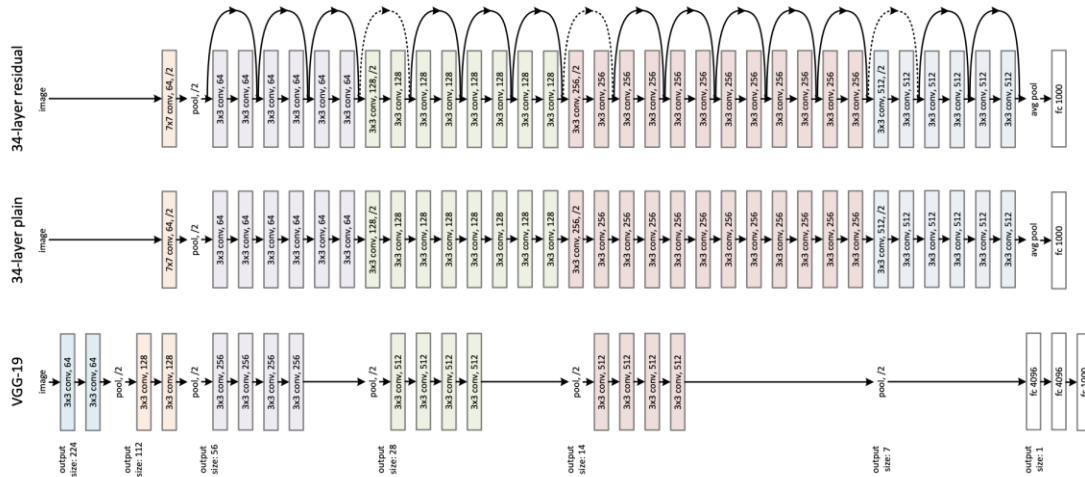 34-layer residual
image
7x7 conv, 64, /2
pool, /2
3x3 conv, 64
3x3 conv, 64
3x3 conv, 64
3x3 conv, 64
3x3 conv, 64
3x3 conv, 64
3x3 conv, 128, /2
3x3 conv, 128
3x3 conv, 128
3x3 conv, 128
3x3 conv, 128
3x3 conv, 128
3x3 conv, 128
3x3 conv, 128
3x3 conv, 256, /2
3x3 conv, 256
3x3 conv, 256
3x3 conv, 256
3x3 conv, 256
3x3 conv, 256
3x3 conv, 256
3x3 conv, 256
3x3 conv, 256
3x3 conv, 256
3x3 conv, 256
3x3 conv, 256
3x3 conv, 512, /2
3x3 conv, 512
3x3 conv, 512
3x3 conv, 512
3x3 conv, 512
3x3 conv, 512
avg pool
fc 1000
34-layer plain
image
7x7 conv, 64, /2
pool, /2
3x3 conv, 64
3x3 conv, 64
3x3 conv, 64
3x3 conv, 64
3x3 conv, 64
3x3 conv, 64
3x3 conv, 128, /2
3x3 conv, 128
3x3 conv, 128
3x3 conv, 128
3x3 conv, 128
3x3 conv, 128
3x3 conv, 128
3x3 conv, 128
3x3 conv, 256, /2
3x3 conv, 256
3x3 conv, 256
3x3 conv, 256
3x3 conv, 256
3x3 conv, 256
3x3 conv, 256
3x3 conv, 256
3x3 conv, 256
3x3 conv, 256
3x3 conv, 256
3x3 conv, 256
3x3 conv, 512, /2
3x3 conv, 512
3x3 conv, 512
3x3 conv, 512
3x3 conv, 512
3x3 conv, 512
avg pool
fc 1000
VGG-19
image
3x3 conv, 64
3x3 conv, 64
pool, /2
3x3 conv, 128
3x3 conv, 128
pool, /2
3x3 conv, 256
3x3 conv, 256
3x3 conv, 256
3x3 conv, 256
pool, /2
3x3 conv, 512
3x3 conv, 512
3x3 conv, 512
3x3 conv, 512
pool, /2
3x3 conv, 512
3x3 conv, 512
3x3 conv, 512
3x3 conv, 512
pool, /2
fc 4096
fc 4096
fc 1000
output
size: 224
output
size: 112
output
size: 56
output
size: 28
output
size: 14
output
size: 7
output
size: 1